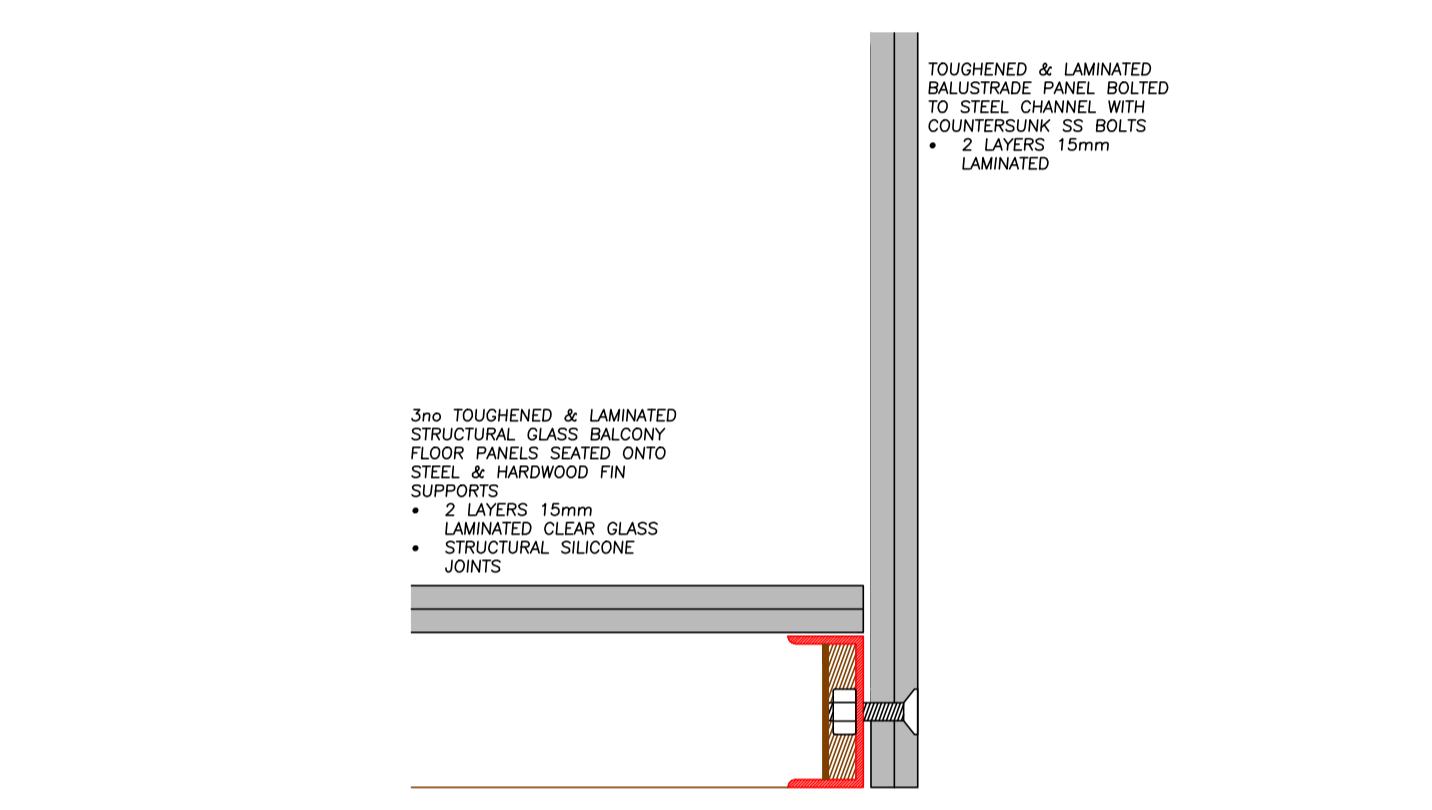 TOUGHENED & LAMINATED
BALUSTRADE PANEL BOLTED
TO STEEL CHANNEL WITH
COUNTERSUNK SS BOLTS
• 2 LAYERS 15mm
LAMINATED
3no TOUGHENED & LAMINATED
STRUCTURAL GLASS BALCONY
FLOOR PANELS SEATED ONTO
STEEL & HARDWOOD FIN
SUPPORTS
• 2 LAYERS 15mm
LAMINATED CLEAR GLASS
• STRUCTURAL SILICONE
JOINTS